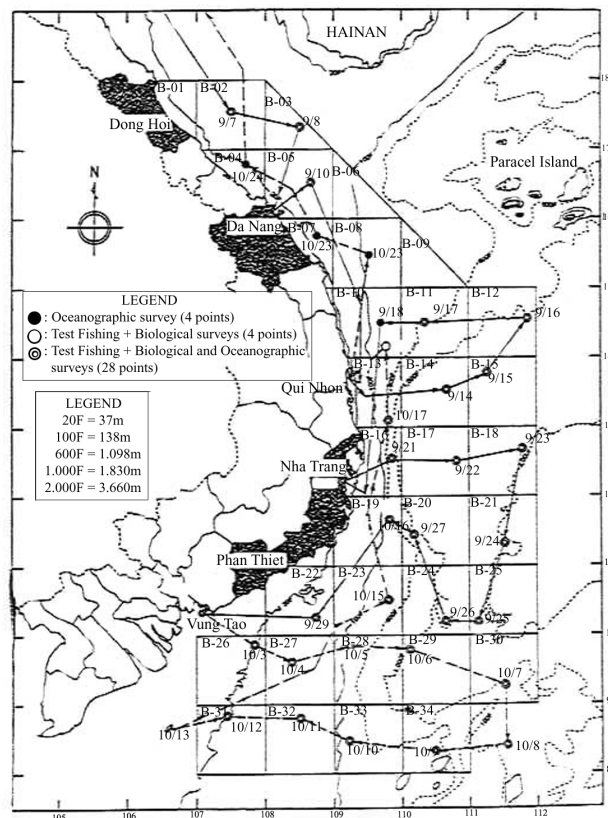 HAINAN
B-01
B-02
B-03
9/7
9/8
Dong Hoi
B-04
B-05
B-06
9/10
10/24
Paracel Island
N
Da Nang
B-07
B-08
B-09
10/23
10/23
B-10
B-11
B-12
9/18
9/17
9/16
LEGEND
: Oceanographic survey (4 points)
: Test Fishing + Biological surveys (4 points)
: Test Fishing + Biological and Oceanographic
surveys (28 points)
B-13
B-14
B-15
9/15
Qui Nhon
9/14
LEGEND
20F = 37m
100F = 138m
600F = 1.098m
1.000F = 1.830m
2.000F = 3.660m
10/17
B-16
B-17
B-18
9/21
9/22
9/23
Nha Trang
B-19
B-20
B-21
10/16
9/27
9/24
Phan Thiet
B-22
B-23
B-24
B-25
10/15
9/26
9/25
Vung Tao
9/29
B-26
B-27
B-28
B-29
B-30
10/3
10/4
10/5
10/6
10/7
B-31
B-32
B-33
B-34
10/13
10/12
10/11
10/10
10/8
105
106
107
108
109
110
111
112